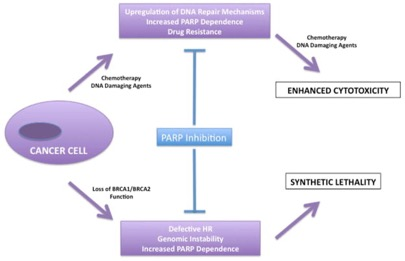 Upregulation of DNA Repair Mechanisms
Increased PARP Dependence
Drug Resistance
Chemotherapy
DNA Damaging Agents
Chemotherapy
DNA Damaging Agents
ENHANCED CYTOTOXICITY
PARP Inhibition
CANCER CELL
SYNTHETIC LETHALITY
Loss of BRCA1/BRCA2
Function
Defective HR
Genomic Instability
Increased PARP Dependence